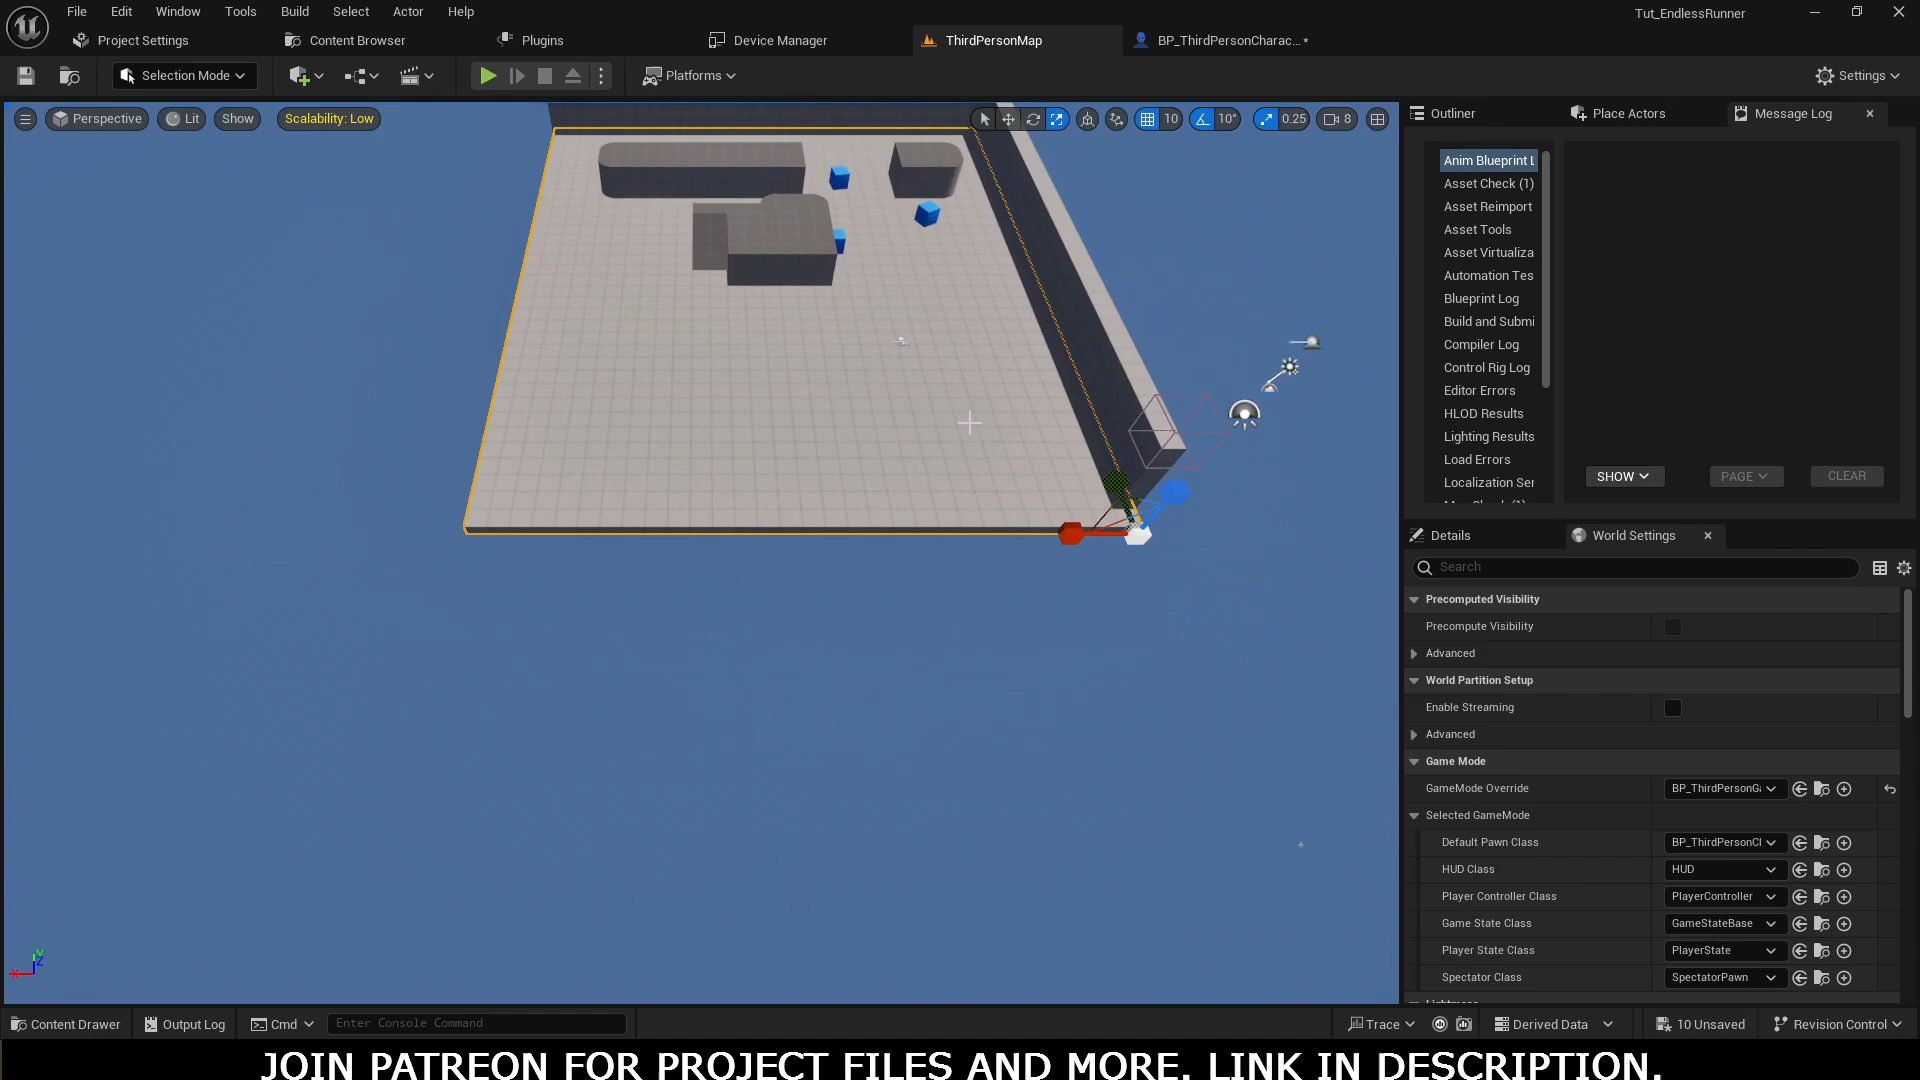 File Edit Window Tools Build Select Actor Help
Tut_EndlessRunner
Project Settings Content Browser Plugins Device Manager ThirdPersonMap BP_ThirdPersonCharac...*
Selection Mode Platforms Settings
Perspective Lit Show Scalability: Low 10 10° 0.25 8
Outliner Place Actors Message Log
Anim Blueprint L
Asset Check (1)
Asset Reimport
Asset Tools
Asset Virtualiza
Automation Tes
Blueprint Log
Build and Submi
Compiler Log
Control Rig Log
Editor Errors
HLOD Results
Lighting Results
Load Errors
Localization Ser
SHOW PAGE CLEAR
Details World Settings
Search
Precomputed Visibility
Precompute Visibility
Advanced
World Partition Setup
Enable Streaming
Advanced
Game Mode
GameMode Override BP_ThirdPersonGa
Selected GameMode
Default Pawn Class BP_ThirdPersonCl
HUD Class HUD
Player Controller Class PlayerController
Game State Class GameStateBase
Player State Class PlayerState
Spectator Class SpectatorPawn
X Y Z
Content Drawer Output Log Cmd Enter Console Command Trace Derived Data 10 Unsaved Revision Control
JOIN PATREON FOR PROJECT FILES AND MORE. LINK IN DESCRIPTION.